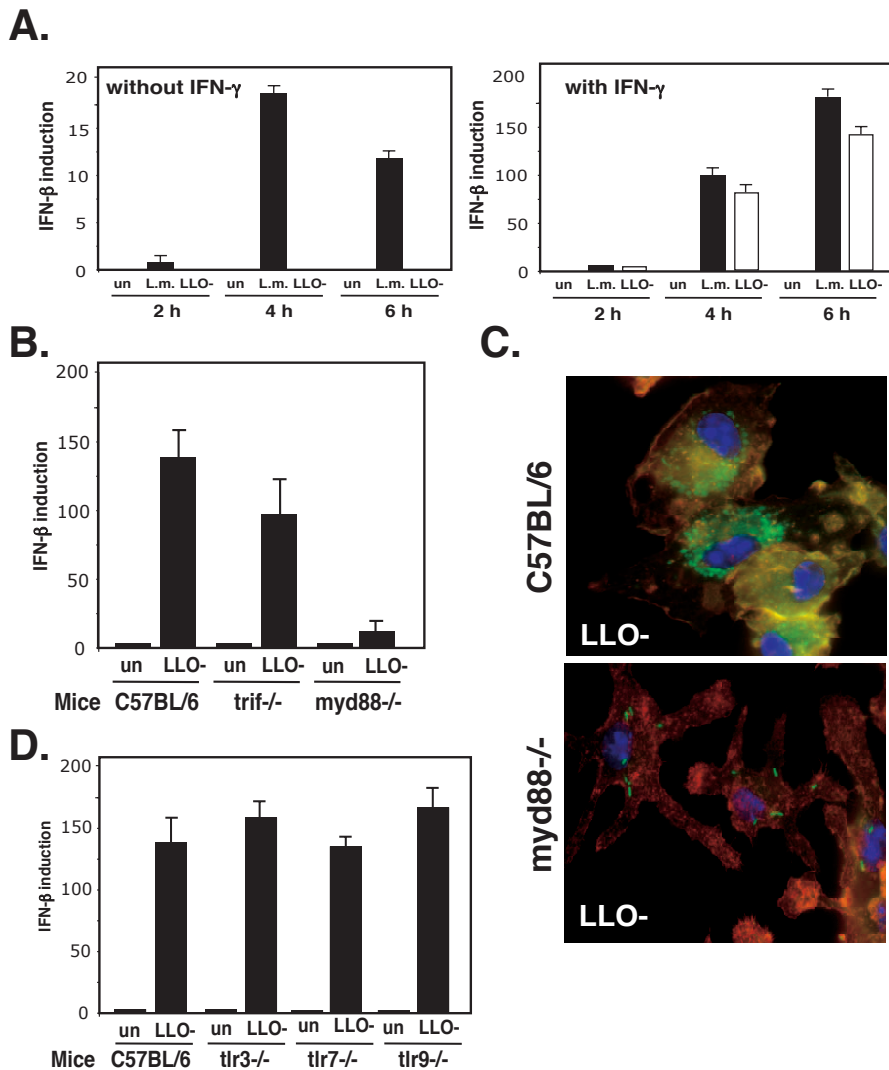 A.
without IFN-γ
IFN-β induction
20
15
10
5
0
un L.m. LLO- un L.m. LLO- un L.m. LLO-
2 h 4 h 6 h
with IFN-γ
IFN-β induction
200
150
100
50
0
un L.m. LLO- un L.m. LLO- un L.m. LLO-
2 h 4 h 6 h
B.
IFN-β induction
200
150
100
50
0
un LLO- un LLO- un LLO-
Mice C57BL/6 trif-/- myd88-/-
C.
C57BL/6
LLO-
myd88-/-
LLO-
D.
IFN-β induction
200
150
100
50
0
un LLO- un LLO- un LLO- un LLO-
Mice C57BL/6 tlr3-/- tlr7-/- tlr9-/-